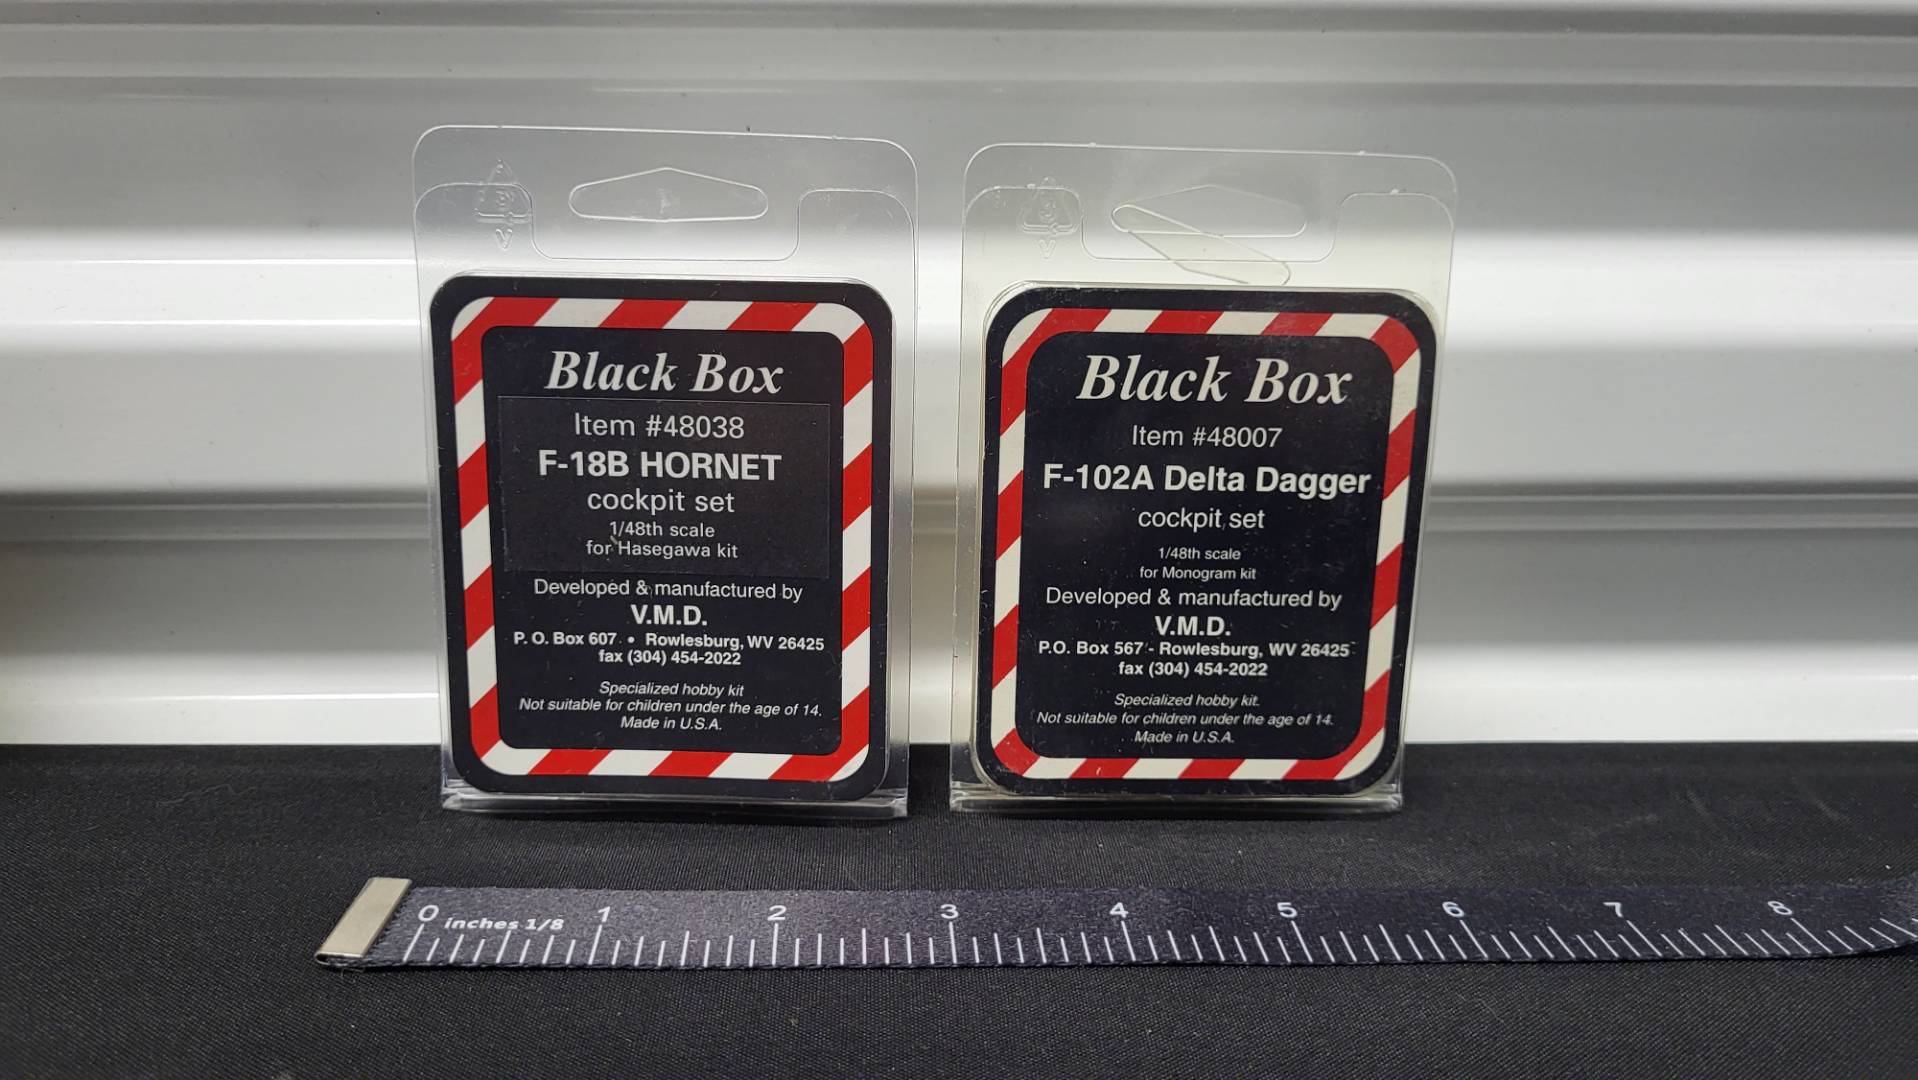 Black Box
Item #48038
F-18B HORNET
cockpit set
1/48th scale
for Hasegawa kit
Developed & manufactured by
V.M.D.
P. O. Box 607 • Rowlesburg, WV 26425
fax (304) 454-2022
Specialized hobby kit
Not suitable for children under the age of 14.
Made in U.S.A.
Black Box
Item #48007
F-102A Delta Dagger
cockpit set
1/48th scale
for Monogram kit
Developed & manufactured by
V.M.D.
P.O. Box 567 - Rowlesburg, WV 26425
fax (304) 454-2022
Specialized hobby kit.
Not suitable for children under the age of 14.
Made in U.S.A.
0 inches 1/8 1 2 3 4 5 6 7 8